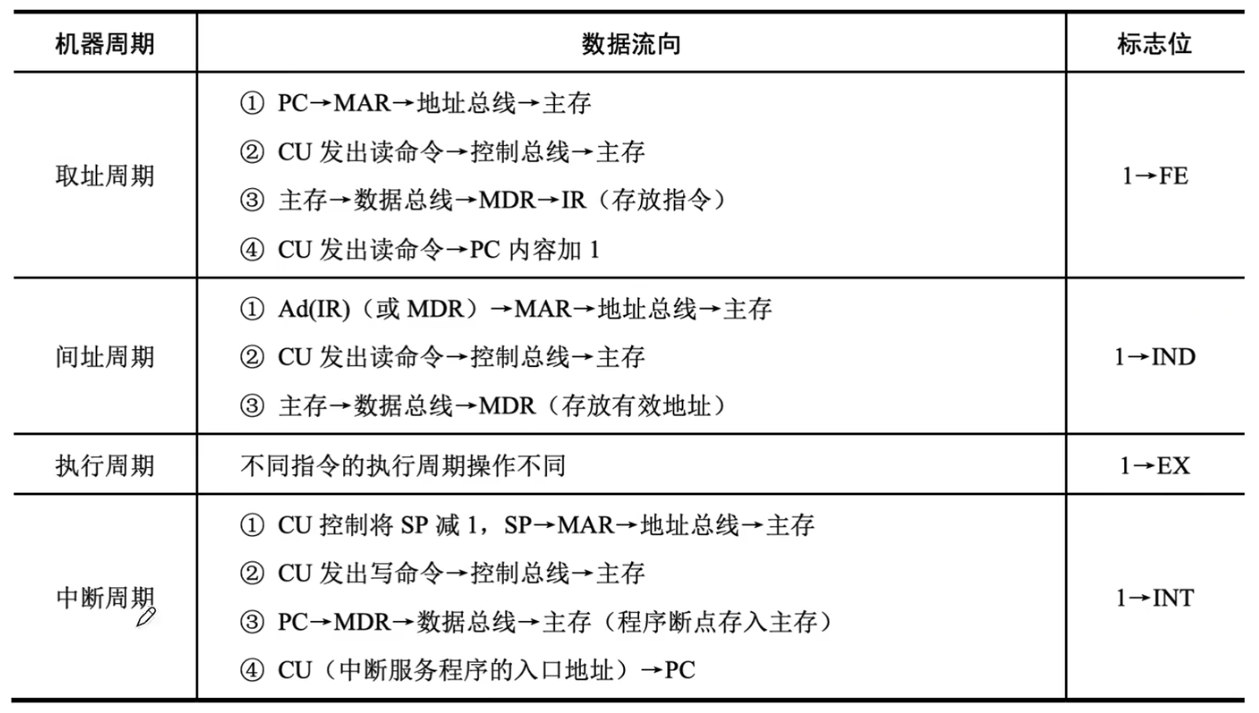 机器周期 数据流向 标志位
① PC→MAR→地址总线→主存
② CU 发出读命令→控制总线→主存
取址周期 1→FE
③ 主存→数据总线→MDR→IR（存放指令）
④ CU 发出读命令→PC 内容加 1
① Ad(IR)（或 MDR）→MAR→地址总线→主存
间址周期 ② CU 发出读命令→控制总线→主存 1→IND
③ 主存→数据总线→MDR（存放有效地址）
执行周期 不同指令的执行周期操作不同 1→EX
① CU 控制将 SP 减 1，SP→MAR→地址总线→主存
② CU 发出写命令→控制总线→主存
中断周期 1→INT
③ PC→MDR→数据总线→主存（程序断点存入主存）
④ CU（中断服务程序的入口地址）→PC